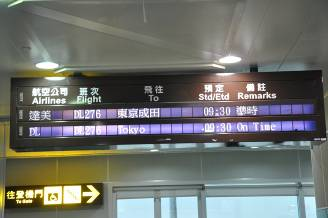 航空公司 班次 飛往 預定 備註
Airlines Flight To Std/Etd Remarks
達美 DL276 東京成田 09:30 準時
DL DL276 Tokyo 09:30 On Time
往登機門
To Gates